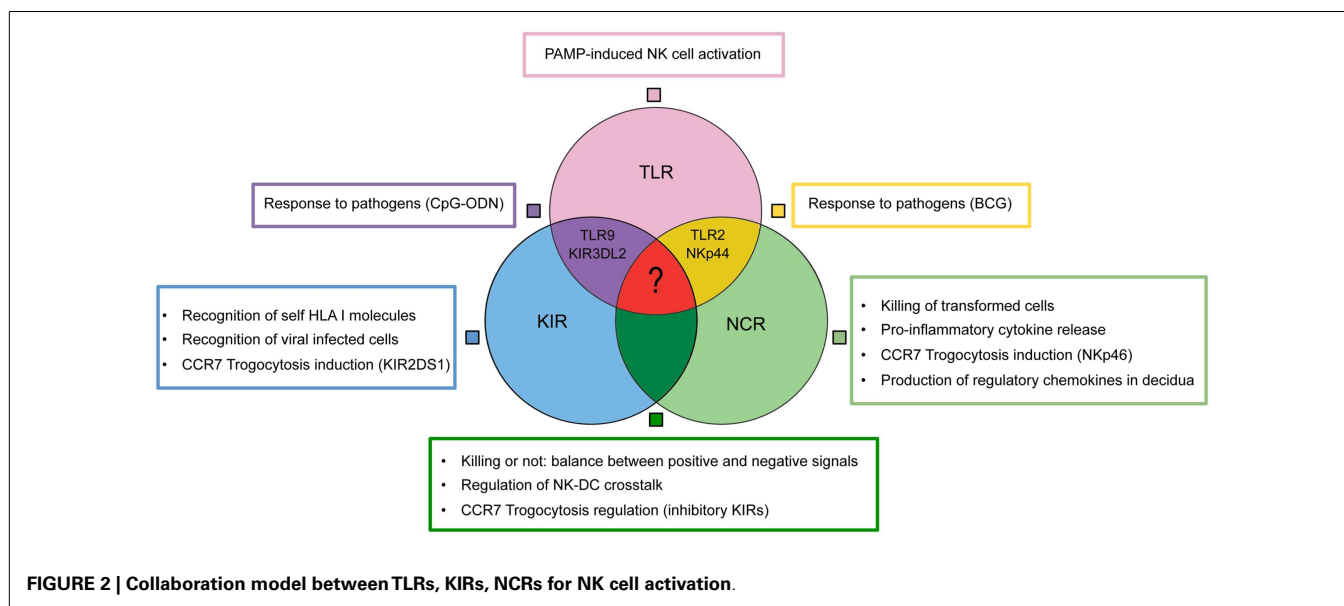 PAMP-induced NK cell activation
TLR
Response to pathogens (CpG-ODN)
Response to pathogens (BCG)
TLR9
KIR3DL2
TLR2
NKp44
?
KIR
NCR
• Recognition of self HLA I molecules
• Recognition of viral infected cells
• CCR7 Trogocytosis induction (KIR2DS1)
• Killing of transformed cells
• Pro-inflammatory cytokine release
• CCR7 Trogocytosis induction (NKp46)
• Production of regulatory chemokines in decidua
• Killing or not: balance between positive and negative signals
• Regulation of NK-DC crosstalk
• CCR7 Trogocytosis regulation (inhibitory KIRs)
FIGURE 2 | Collaboration model between TLRs, KIRs, NCRs for NK cell activation.